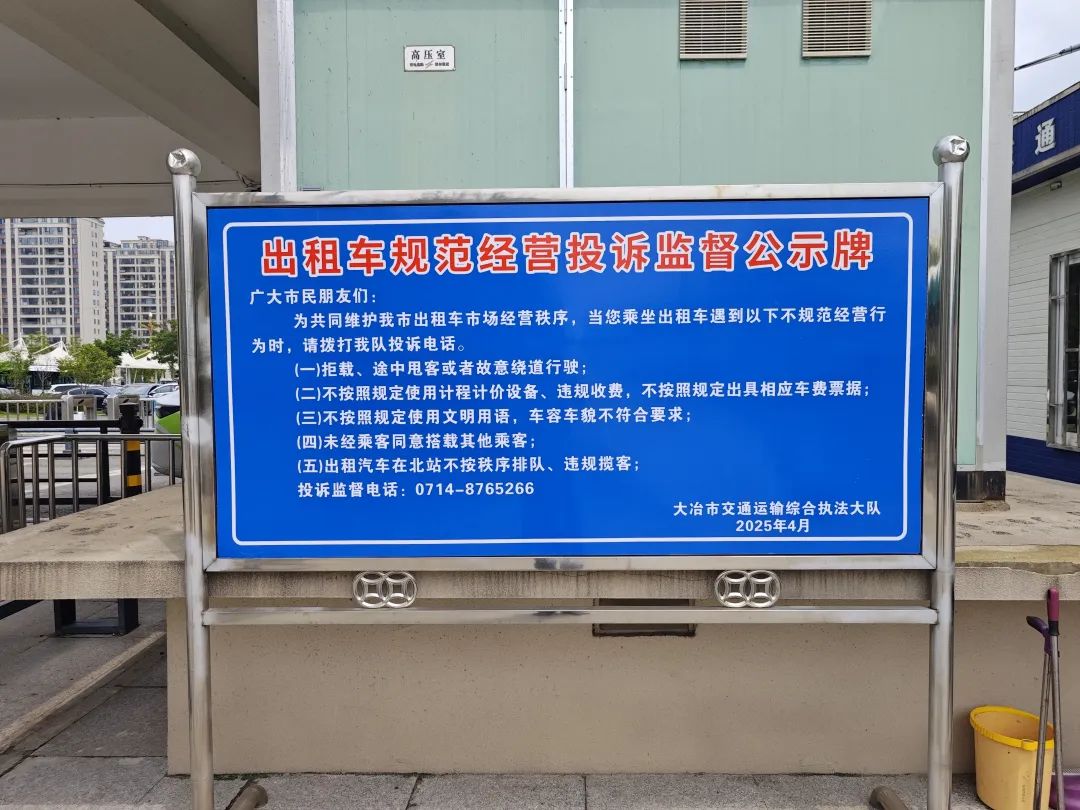 高压室
通
出租车规范经营投诉监督公示牌
广大市民朋友们：
为共同维护我市出租车市场经营秩序，当您乘坐出租车遇到以下不规范经营行
为时，请拨打我队投诉电话。
(一)拒载、途中甩客或者故意绕道行驶；
(二)不按照规定使用计程计价设备、违规收费，不按照规定出具相应车费票据；
(三)不按照规定使用文明用语，车容车貌不符合要求；
(四)未经乘客同意搭载其他乘客；
(五)出租汽车在北站不按秩序排队、违规揽客；
投诉监督电话：0714-8765266
大冶市交通运输综合执法大队
2025年4月